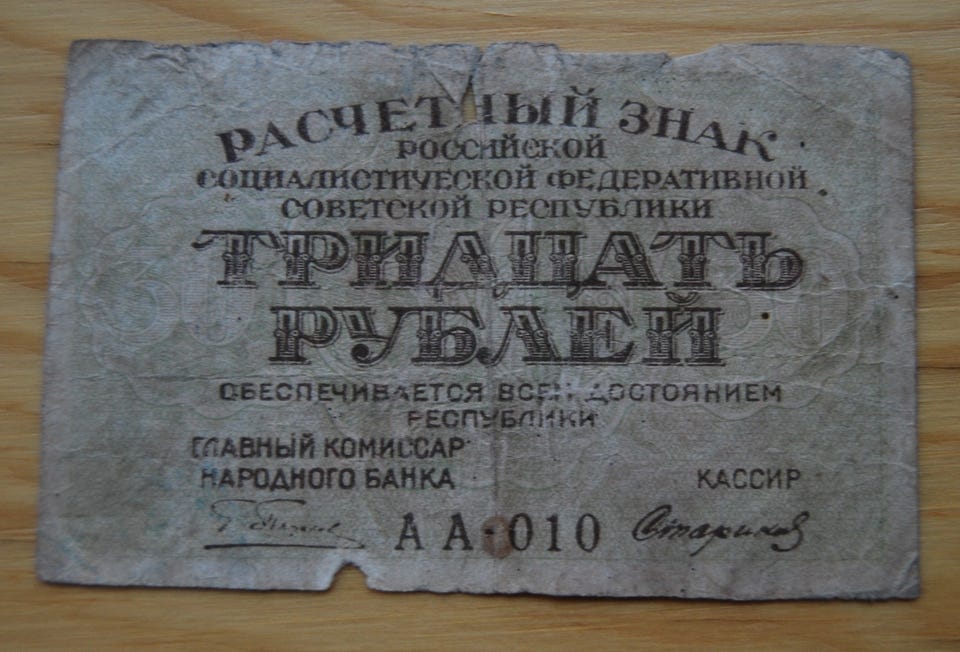 РАСЧЕТНЫЙ ЗНАК
РОССИЙСКОЙ
СОЦИАЛИСТИЧЕСКОЙ ФЕДЕРАТИВНОЙ
СОВЕТСКОЙ РЕСПУБЛИКИ
ТРИДЦАТЬ
РУБЛЕЙ
ОБЕСПЕЧИВАЕТСЯ ВСЕМ ДОСТОЯНИЕМ
РЕСПУБЛИКИ
ГЛАВНЫЙ КОМИССАР
НАРОДНОГО БАНКА
КАССИР
АА-010
Стариков